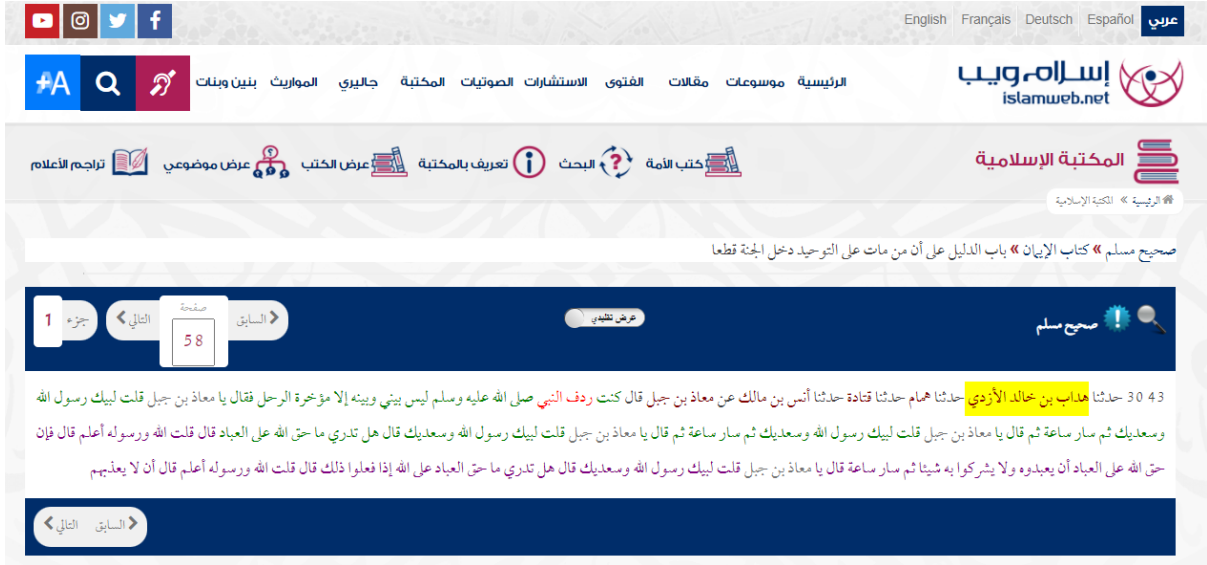 English Français Deutsch Español عربي
إسلام ويب
islamweb.net
الرئيسية موسوعات مقالات الفتوى الاستشارات الصوتيات المكتبة جاليري المواريث بنين وبنات
A+
المكتبة الإسلامية
كتب الأمة البحث تعريف بالمكتبة عرض الكتب عرض موضوعي تراجم الأعلام
الرئيسية » المكتبة الإسلامية
صحيح مسلم » كتاب الإيمان » باب الدليل على أن من مات على التوحيد دخل الجنة قطعا
صحيح مسلم
عرض تقليدي
السابق
صفحة
58
التالي
جزء 1
43 30 حدثنا هداب بن خالد الأزدي حدثنا همام حدثنا قتادة حدثنا أنس بن مالك عن معاذ بن جبل قال كنت ردف النبي صلى الله عليه وسلم ليس بيني وبينه إلا مؤخرة الرحل فقال يا معاذ بن جبل قلت لبيك رسول الله
وسعديك ثم سار ساعة ثم قال يا معاذ بن جبل قلت لبيك رسول الله وسعديك ثم سار ساعة ثم قال يا معاذ بن جبل قلت لبيك رسول الله وسعديك قال هل تدري ما حق الله على العباد قال قلت الله ورسوله أعلم قال فإن
حق الله على العباد أن يعبدوه ولا يشركوا به شيئا ثم سار ساعة قال يا معاذ بن جبل قلت لبيك رسول الله وسعديك قال هل تدري ما حق العباد على الله إذا فعلوا ذلك قال قلت الله ورسوله أعلم قال أن لا يعذبهم
السابق التالي